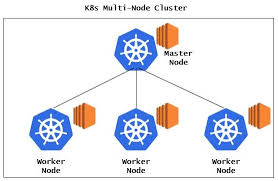 K8s Multi-Node Cluster
Master
Node
Worker
Node
Worker
Node
Worker
Node